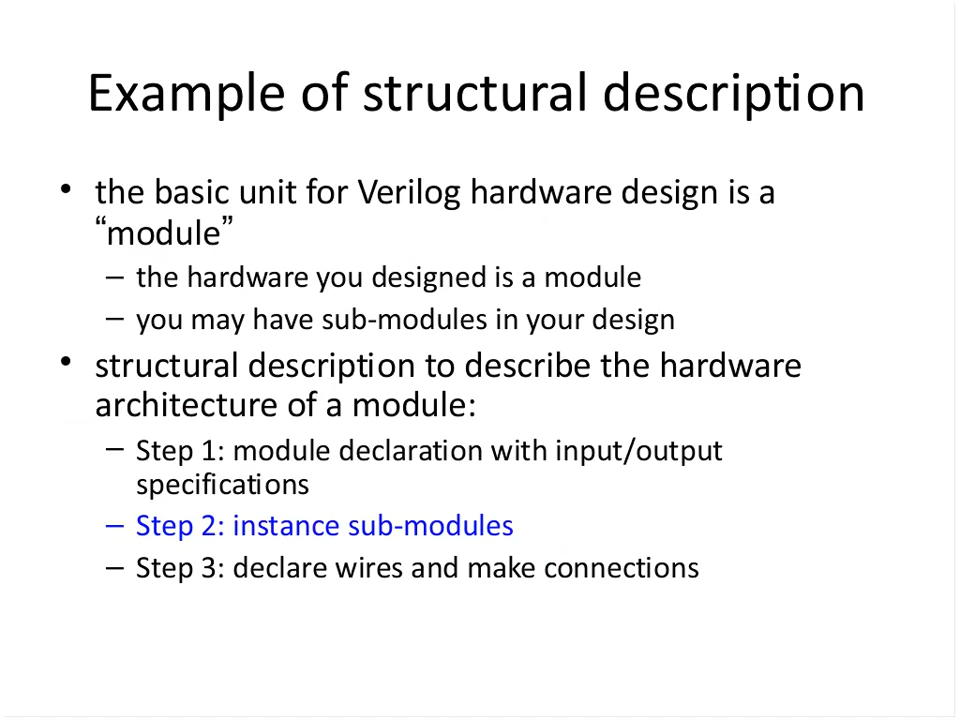 Example of structural description
• the basic unit for Verilog hardware design is a
“module”
– the hardware you designed is a module
– you may have sub-modules in your design
• structural description to describe the hardware
architecture of a module:
– Step 1: module declaration with input/output
specifications
– Step 2: instance sub-modules
– Step 3: declare wires and make connections